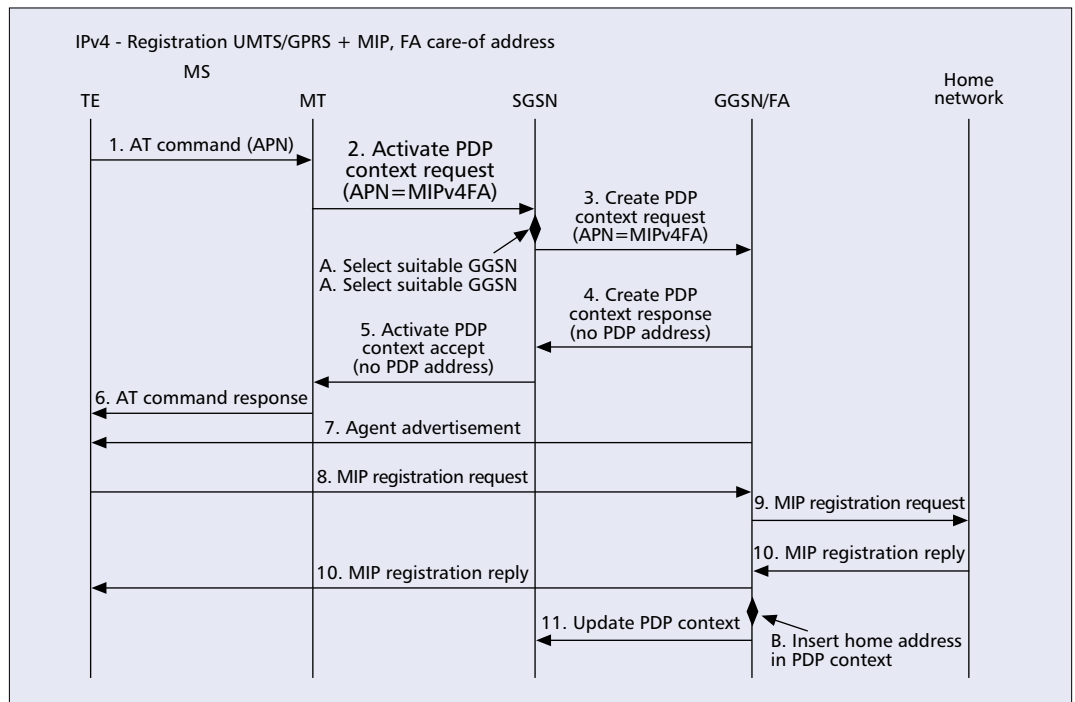 IPv4 - Registration UMTS/GPRS + MIP, FA care-of address
MS
TE
MT
SGSN
GGSN/FA
Home
network
1. AT command (APN)
2. Activate PDP
context request
(APN=MIPv4FA)
3. Create PDP
context request
(APN=MIPv4FA)
A. Select suitable GGSN
A. Select suitable GGSN
4. Create PDP
context response
(no PDP address)
5. Activate PDP
context accept
(no PDP address)
6. AT command response
7. Agent advertisement
8. MIP registration request
9. MIP registration request
10. MIP registration reply
10. MIP registration reply
11. Update PDP context
B. Insert home address
in PDP context